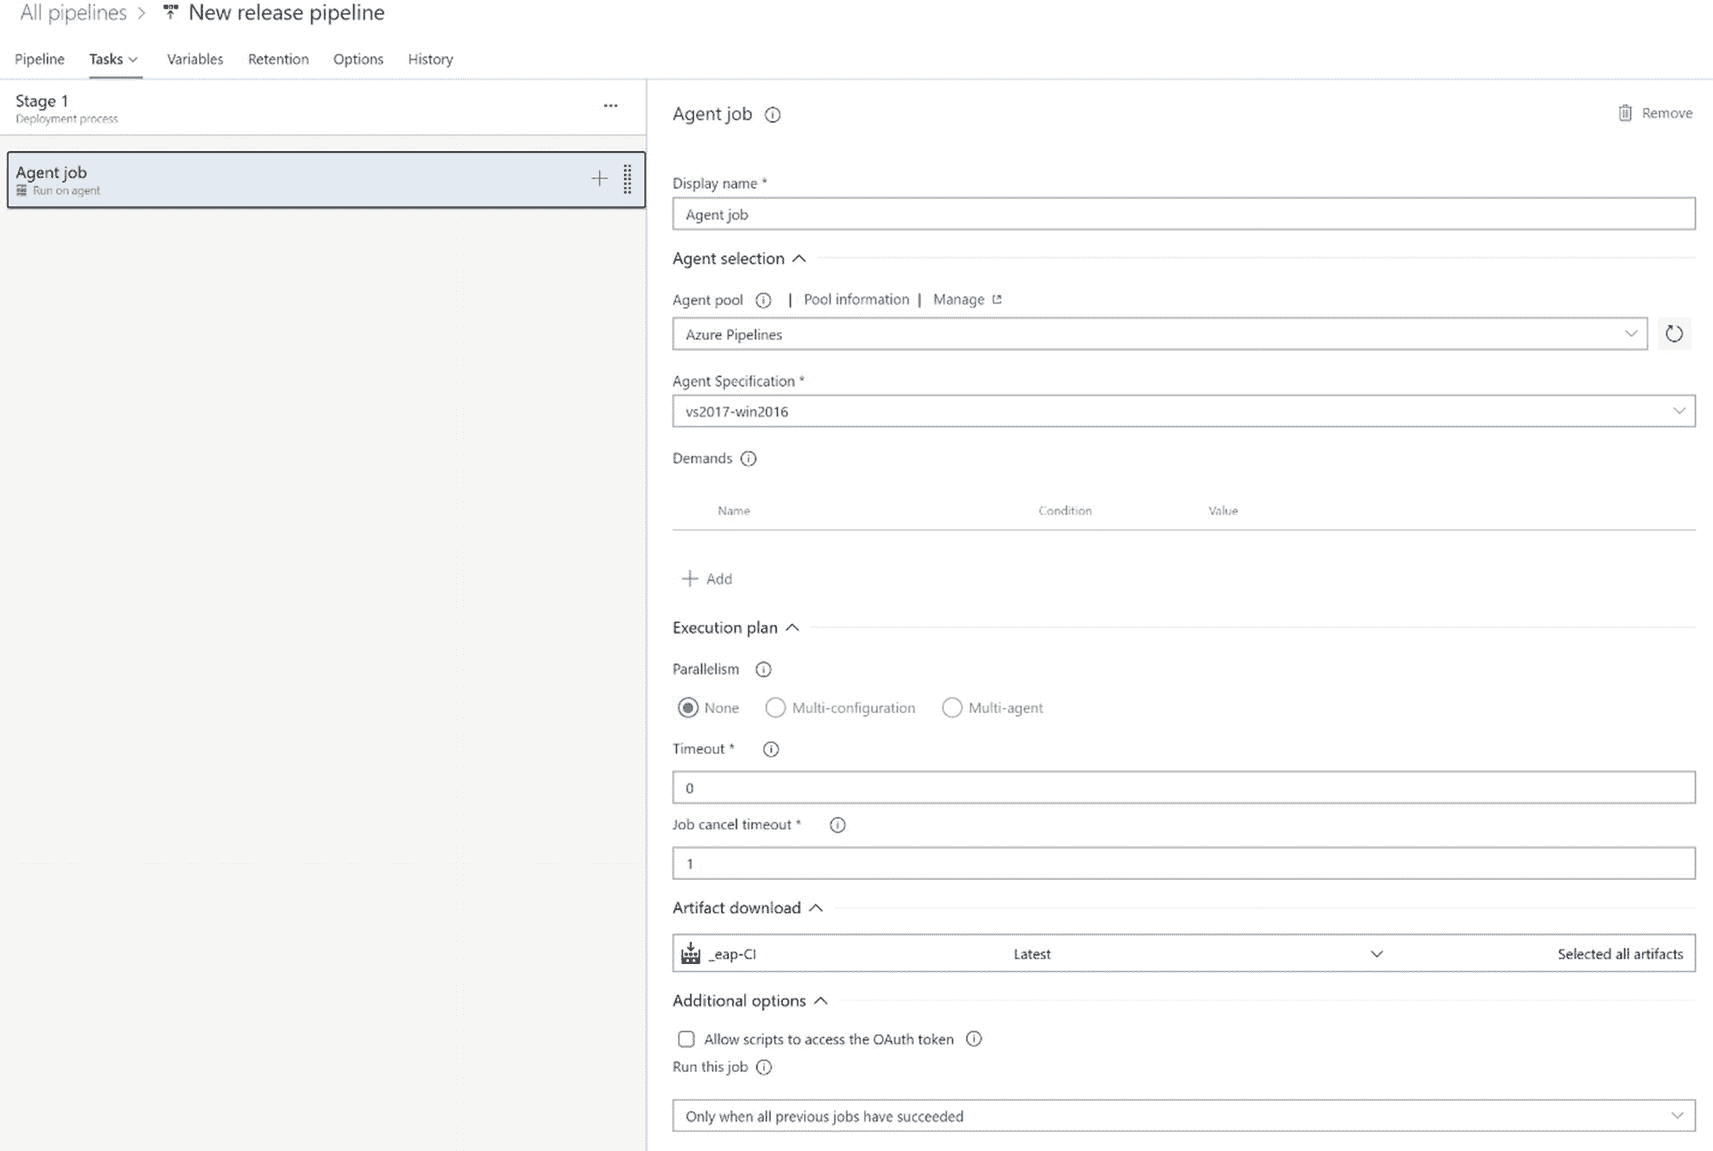 All pipelines > New release pipeline
Pipeline Tasks Variables Retention Options History
Stage 1
Deployment process
Agent job
Run on agent
Agent job
Remove
Display name *
Agent job
Agent selection
Agent pool | Pool information | Manage
Azure Pipelines
Agent Specification *
vs2017-win2016
Demands
Name Condition Value
+ Add
Execution plan
Parallelism
None Multi-configuration Multi-agent
Timeout *
0
Job cancel timeout *
1
Artifact download
_eap-CI Latest Selected all artifacts
Additional options
Allow scripts to access the OAuth token
Run this job
Only when all previous jobs have succeeded